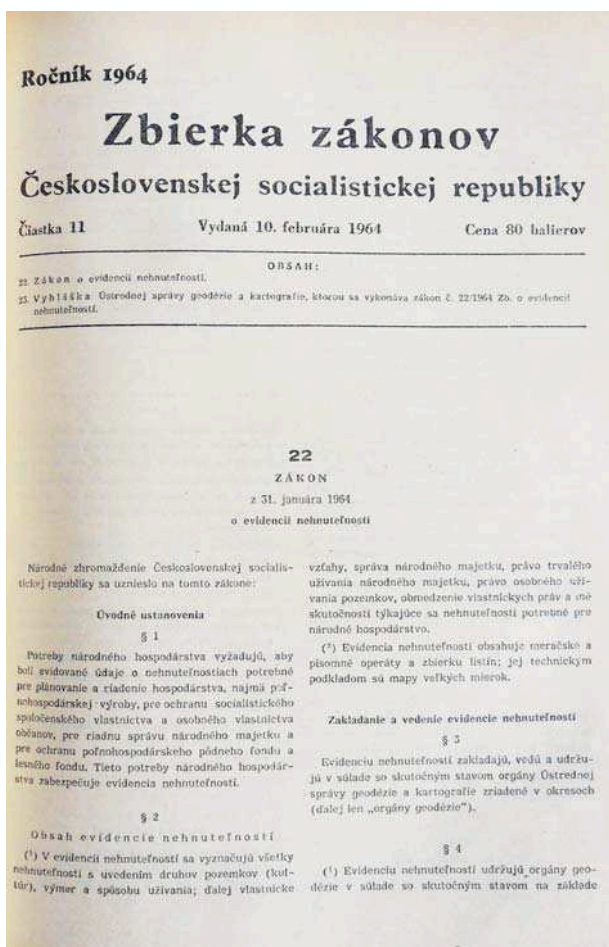 Ročník 1964
Zbierka zákonov
Československej socialistickej republiky
Čiastka 11
Vydaná 10. februára 1964
Cena 80 halierov
OBSAH:
22. Zákon o evidencii nehnuteľností.
23. Vyhláška Ústrednej správy geodézie a kartografie, ktorou sa vykonáva zákon č. 22/1964 Zb. o evidencii
nehnuteľností.
22
ZÁKON
z 31. januára 1964
o evidencii nehnuteľností
Národné zhromaždenie Československej socialis-
tickej republiky sa uznieslo na tomto zákone:
Úvodné ustanovenia
§ 1
Potreby národného hospodárstva vyžadujú, aby
boli evidované údaje o nehnuteľnostiach potrebné
pre plánovanie a riadenie hospodárstva, najmä poľ-
nohospodárskej výroby, pre ochranu socialistického
spoločenského vlastníctva a osobného vlastníctva
občanov, pre riadnu správu národného majetku a
pre ochranu poľnohospodárskeho pôdneho fondu a
lesného fondu. Tieto potreby národného hospodár-
stva zabezpečuje evidencia nehnuteľností.
§ 2
Obsah evidencie nehnuteľností
(¹) V evidencii nehnuteľností sa vyznačujú všetky
nehnuteľnosti s uvedením druhov pozemkov (kul-
túr), výmer a spôsobu užívania; ďalej vlastnícke
vzťahy, správa národného majetku, právo trvalého
užívania národného majetku, právo osobného uží-
vania pozemkov, obmedzenie vlastníckych práv a iné
skutočnosti týkajúce sa nehnuteľností potrebné pre
národné hospodárstvo.
(²) Evidencia nehnuteľností obsahuje meračské a
písomné operáty a zbierku listín; jej technickým
podkladom sú mapy veľkých mierok.
Zakladanie a vedenie evidencie nehnuteľností
§ 3
Evidenciu nehnuteľností zakladajú, vedú a udržu-
jú v súlade so skutočným stavom orgány Ústrednej
správy geodézie a kartografie zriadené v okresoch
(ďalej len „orgány geodézie").
§ 4
(¹) Evidenciu nehnuteľností udržujú orgány geo-
dézie v súlade so skutočným stavom na základe